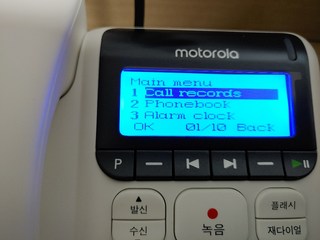 motorola
Main menu
1 Call records
2 Phonebook
3 Alarm clock
OK 01/10 Back
P
발신
수신
녹음
플래시
재다이얼